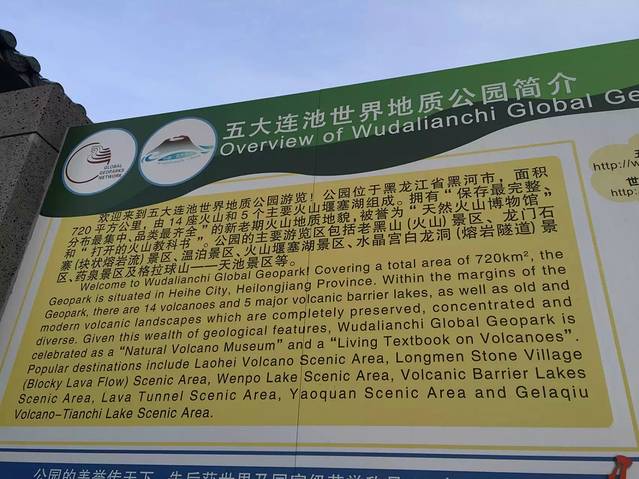 五大连池世界地质公园简介
Overview of Wudalianchi Global Ge
GLOBAL
GEOPARKS
NETWORK
http://W
http://
欢迎来到五大连池世界地质公园游览！公园位于黑龙江省黑河市，面积
720 平方公里，由 14 座火山和 5 个主要火山堰塞湖组成。拥有“保存最完整、
分布最集中、品类最齐全”的新老期火山地质地貌，被誉为“天然火山博物馆”
和“打开的火山教科书”。公园的主要游览区包括老黑山（火山）景区、龙门石
寨（块状熔岩流）景区、温泊景区、火山堰塞湖景区、水晶宫白龙洞（熔岩隧道）景
区、药泉景区及格拉球山——天池景区等。
Welcome to Wudalianchi Global Geopark! Covering a total area of 720km², the
Geopark is situated in Heihe City, Heilongjiang Province. Within the margins of the
Geopark, there are 14 volcanoes and 5 major volcanic barrier lakes, as well as old and
modern volcanic landscapes which are completely preserved, concentrated and
diverse. Given this wealth of geological features, Wudalianchi Global Geopark is
celebrated as a “Natural Volcano Museum” and a “Living Textbook on Volcanoes”.
Popular destinations include Laohei Volcano Scenic Area, Longmen Stone Village
(Blocky Lava Flow) Scenic Area, Wenpo Lake Scenic Area, Volcanic Barrier Lakes
Scenic Area, Lava Tunnel Scenic Area, Yaoquan Scenic Area and Gelaqiu
Volcano-Tianchi Lake Scenic Area.